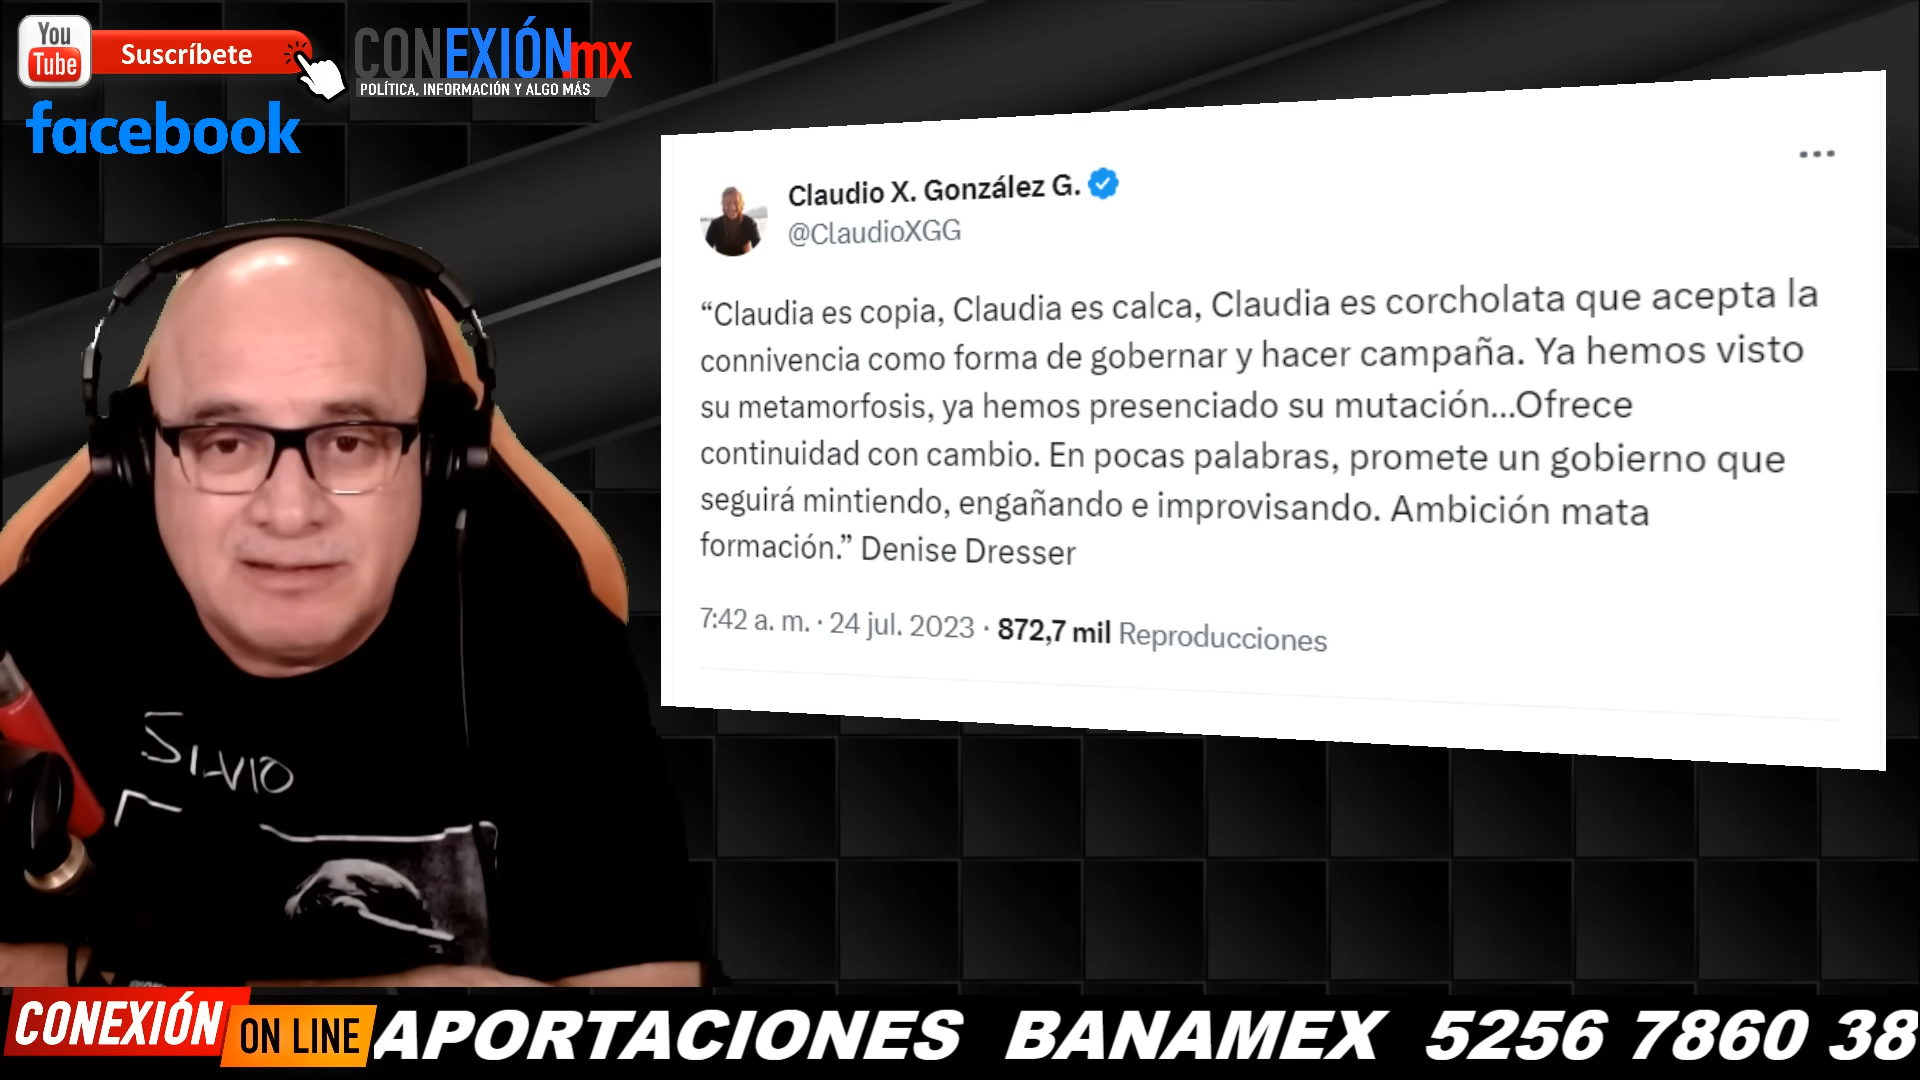 You
Tube
Suscríbete
CONEXIÓN.mx
POLÍTICA, INFORMACIÓN Y ALGO MÁS
facebook
Claudio X. González G.
@ClaudioXGG
“Claudia es copia, Claudia es calca, Claudia es corcholata que acepta la
connivencia como forma de gobernar y hacer campaña. Ya hemos visto
su metamorfosis, ya hemos presenciado su mutación...Ofrece
continuidad con cambio. En pocas palabras, promete un gobierno que
seguirá mintiendo, engañando e improvisando. Ambición mata
formación.” Denise Dresser
7:42 a. m. · 24 jul. 2023 · 872,7 mil Reproducciones
SILVIO
CONEXIÓN
ON LINE
APORTACIONES BANAMEX 5256 7860 38